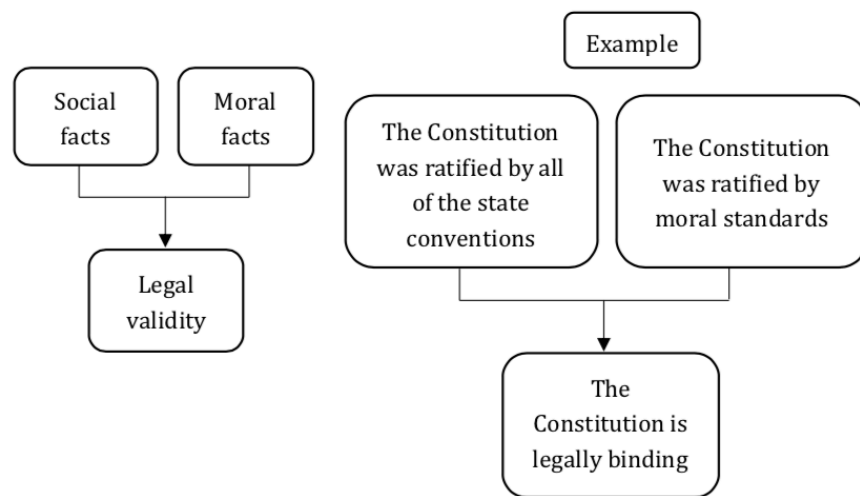 Example
Social
facts
Moral
facts
Legal
validity
The Constitution
was ratified by all
of the state
conventions
The Constitution
was ratified by
moral standards
The
Constitution is
legally binding